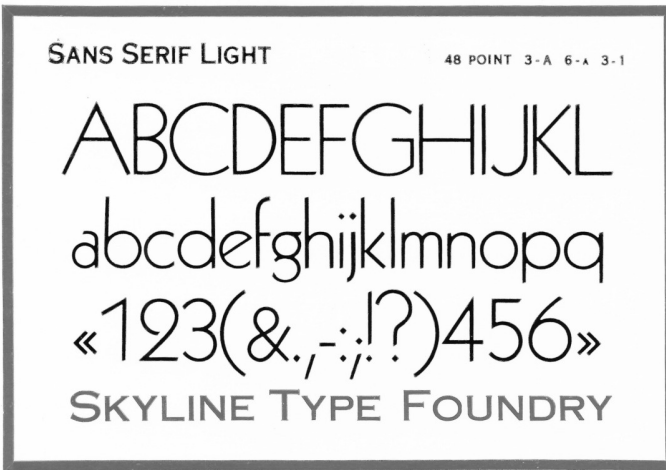 SANS SERIF LIGHT
48 POINT 3-A 6-A 3-1
ABCDEFGHIJKL
abcdefghijklmnopq
«123(&.,-:;!?)456»
SKYLINE TYPE FOUNDRY